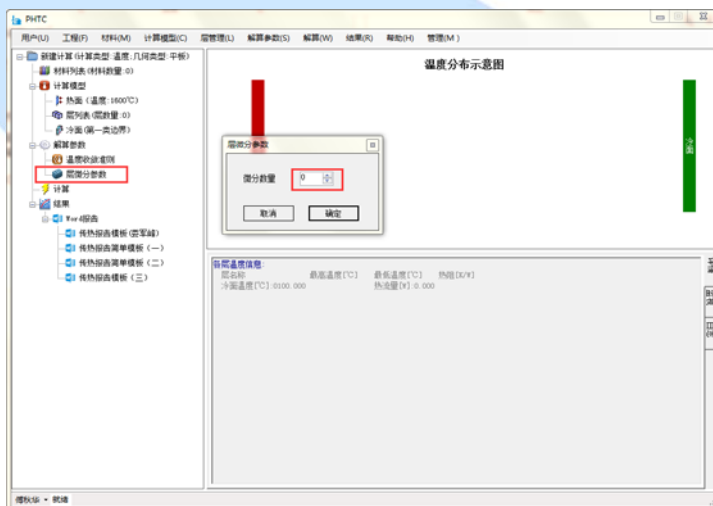 PHTC
用户(U) 工程(F) 材料(M) 计算模型(C) 层管理(L) 解算参数(S) 解算(W) 结果(R) 帮助(H) 管理(M)
新建计算(计算类型:温度:几何类型:平板)
材料列表(材料数量:0)
计算模型
热面(温度:1600℃)
层列表(层数量:0)
冷面(第一类边界)
解算参数
温度收敛准则
层微分参数
计算
结果
Word报告
传热报告模板(娄军峰)
传热报告简单模板(一)
传热报告简单模板(二)
传热报告模板(三)
温度分布示意图
冷面
层微分参数
微分数量 0
取消 确定
各层温度信息:
层名称 最高温度[℃] 最低温度[℃] 热阻[K/W]
冷面温度[℃]:0100.000 热流量[W]:0.000
傅秋华 就绪